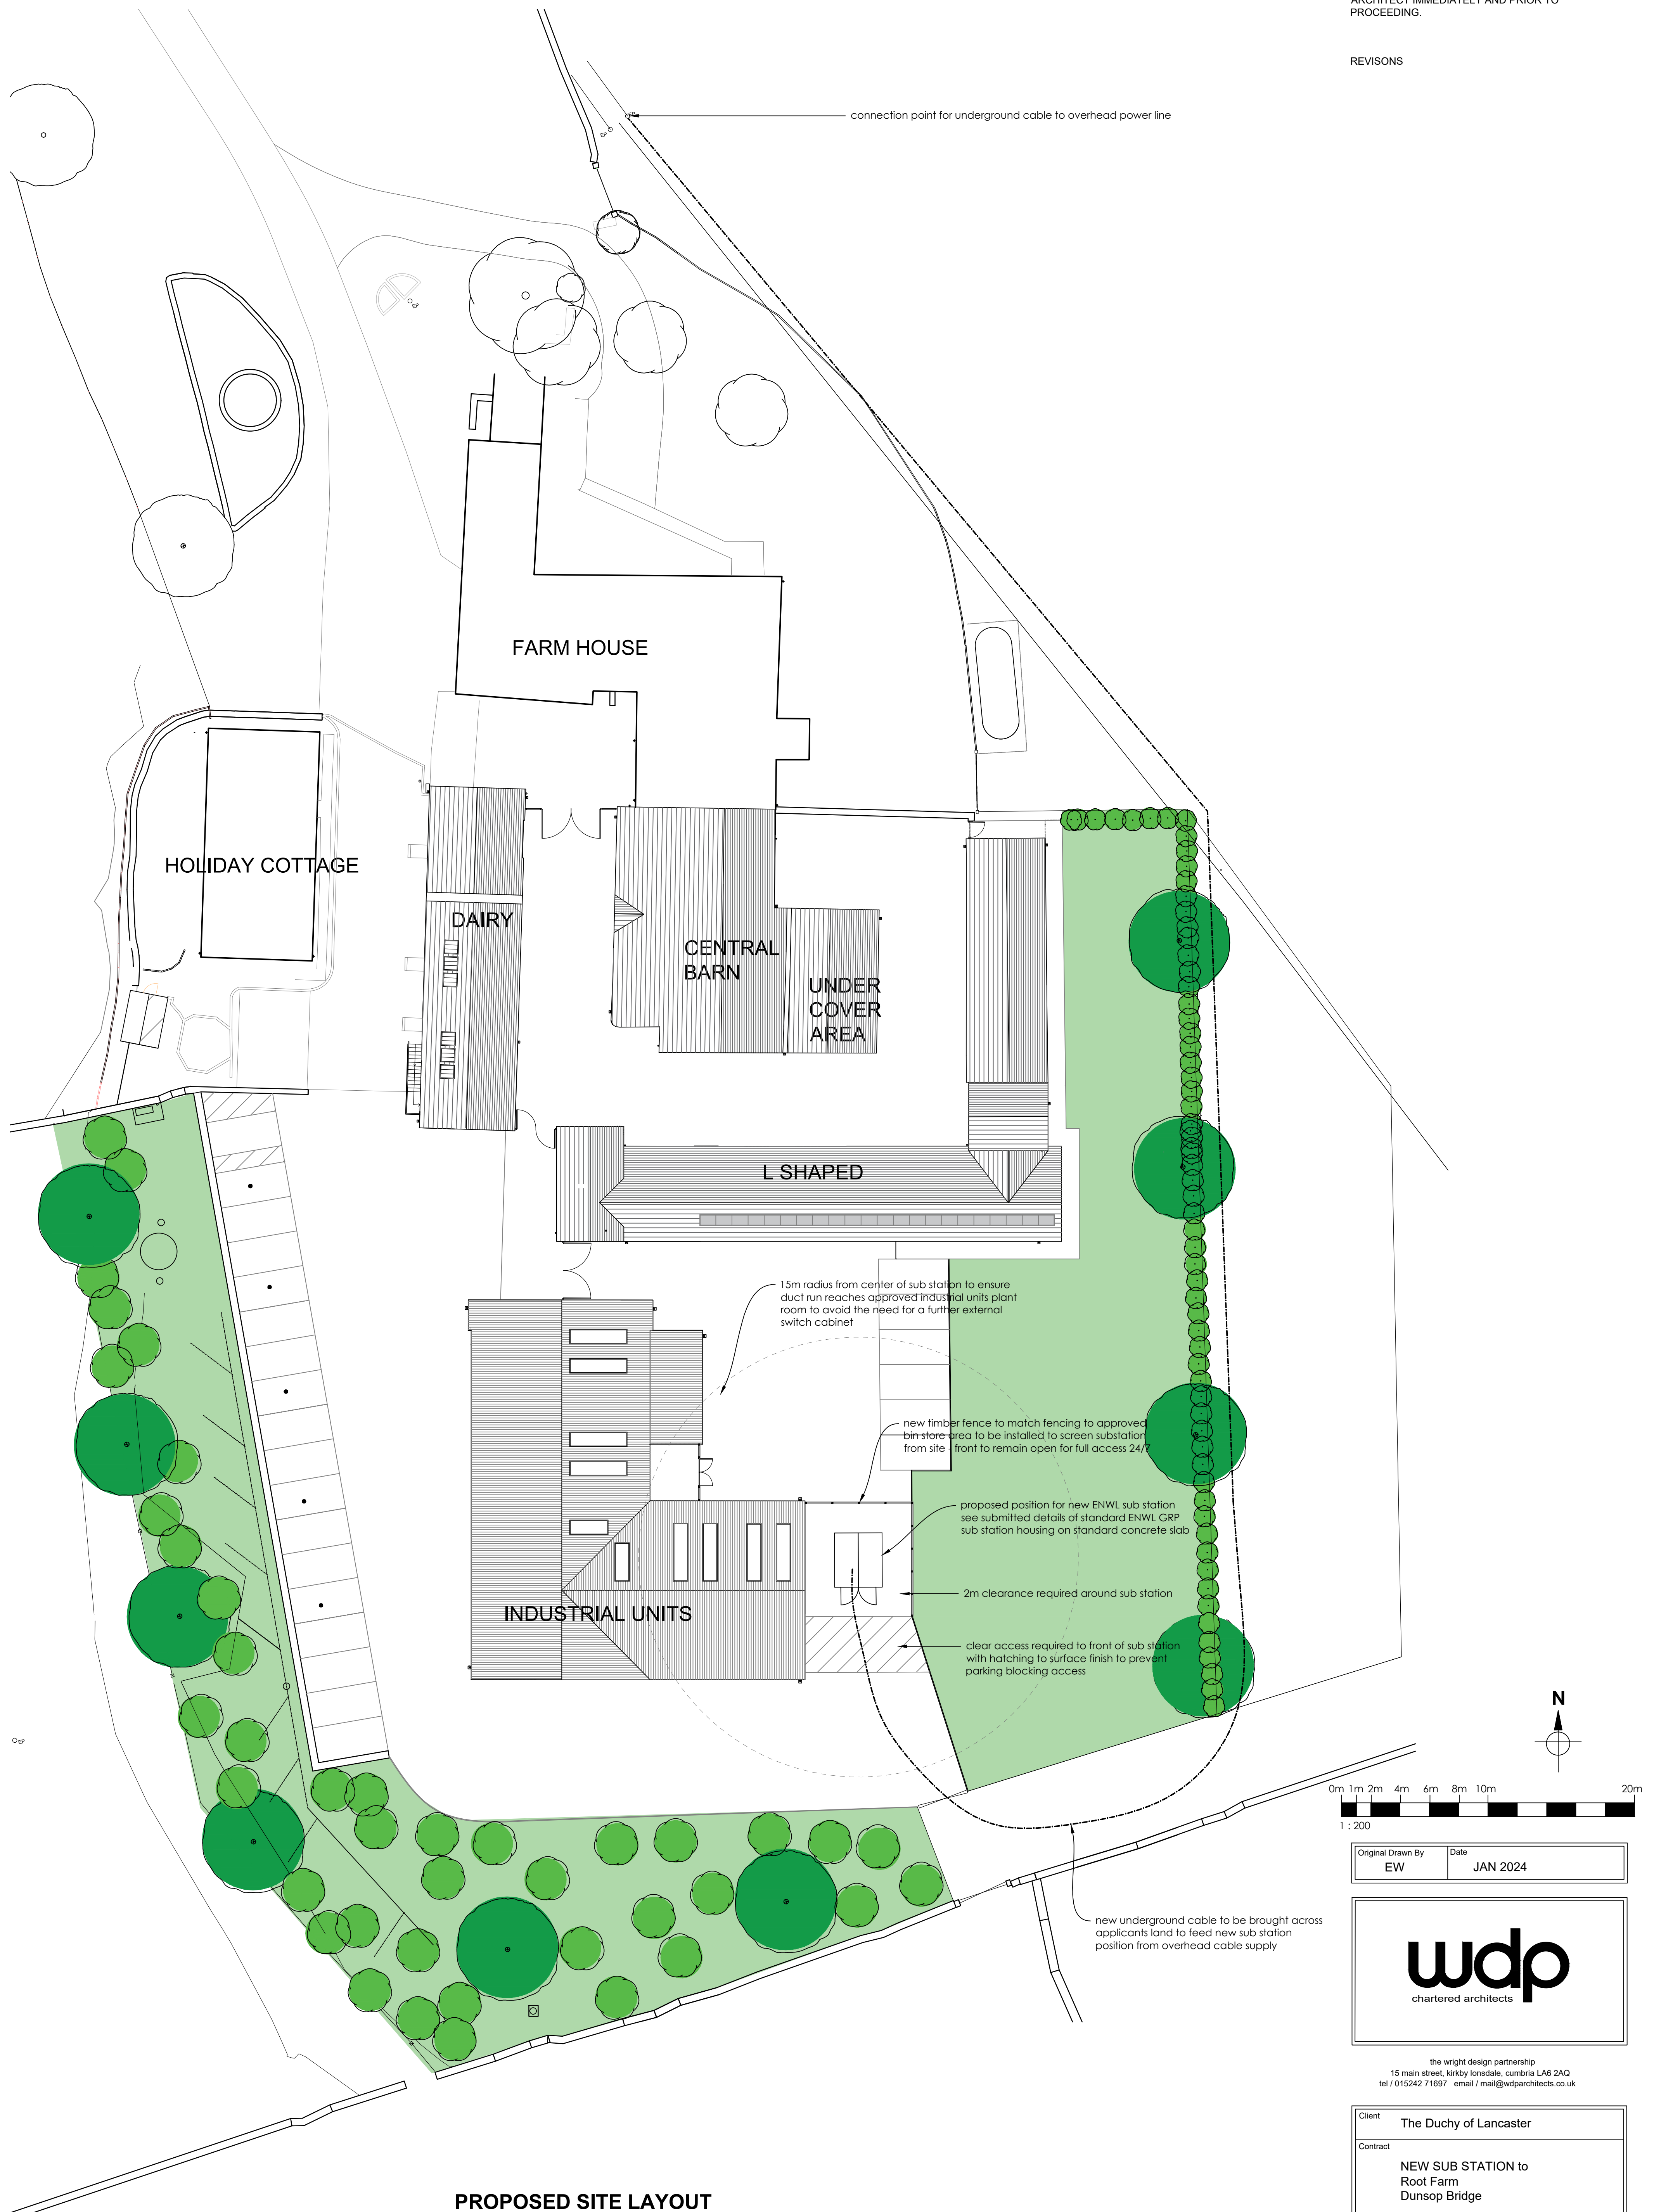 ARCHITECT IMMEDIATELY AND PRIOR TO
PROCEEDING.
REVISONS
connection point for underground cable to overhead power line
EP
EP
EP
FARM HOUSE
HOLIDAY COTTAGE
DAIRY
CENTRAL
BARN
UNDER
COVER
AREA
L SHAPED
15m radius from center of sub station to ensure
duct run reaches approved industrial units plant
room to avoid the need for a further external
switch cabinet
new timber fence to match fencing to approved
bin store area to be installed to screen substation
from site - front to remain open for full access 24/7
proposed position for new ENWL sub station
see submitted details of standard ENWL GRP
sub station housing on standard concrete slab
2m clearance required around sub station
INDUSTRIAL UNITS
clear access required to front of sub station
with hatching to surface finish to prevent
parking blocking access
EP
N
0m 1m 2m 4m 6m 8m 10m 20m
1 : 200
Original Drawn By
EW
Date
JAN 2024
wdp
chartered architects
new underground cable to be brought across
applicants land to feed new sub station
position from overhead cable supply
the wright design partnership
15 main street, kirkby lonsdale, cumbria LA6 2AQ
tel / 015242 71697 email / mail@wdparchitects.co.uk
Client
The Duchy of Lancaster
Contract
NEW SUB STATION to
Root Farm
Dunsop Bridge
PROPOSED SITE LAYOUT